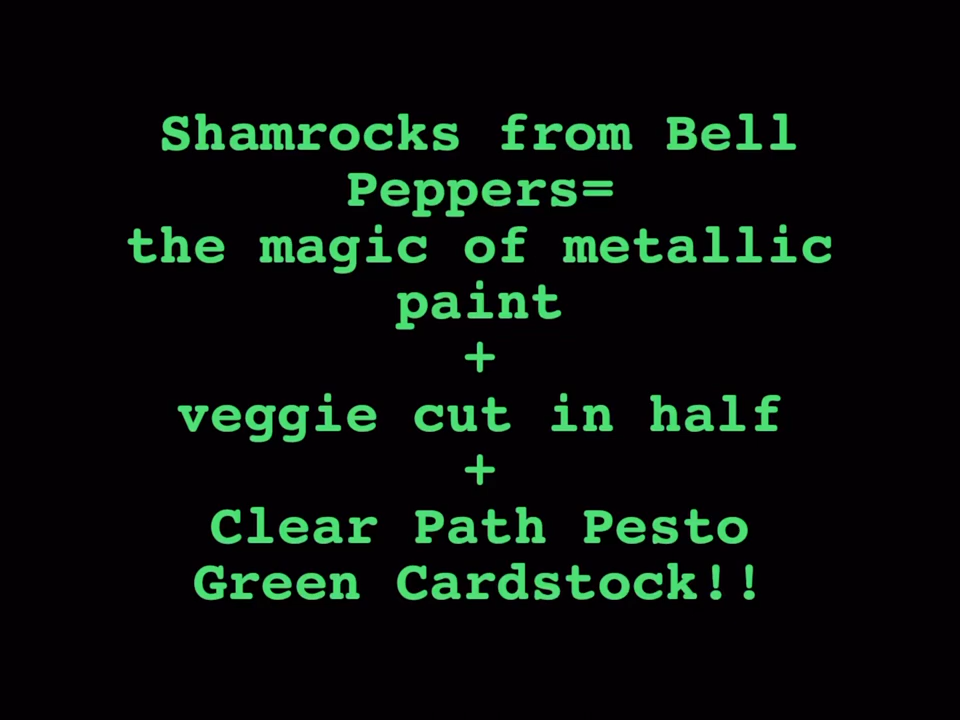 Shamrocks from Bell
Peppers=
the magic of metallic
paint
+
veggie cut in half
+
Clear Path Pesto
Green Cardstock!!